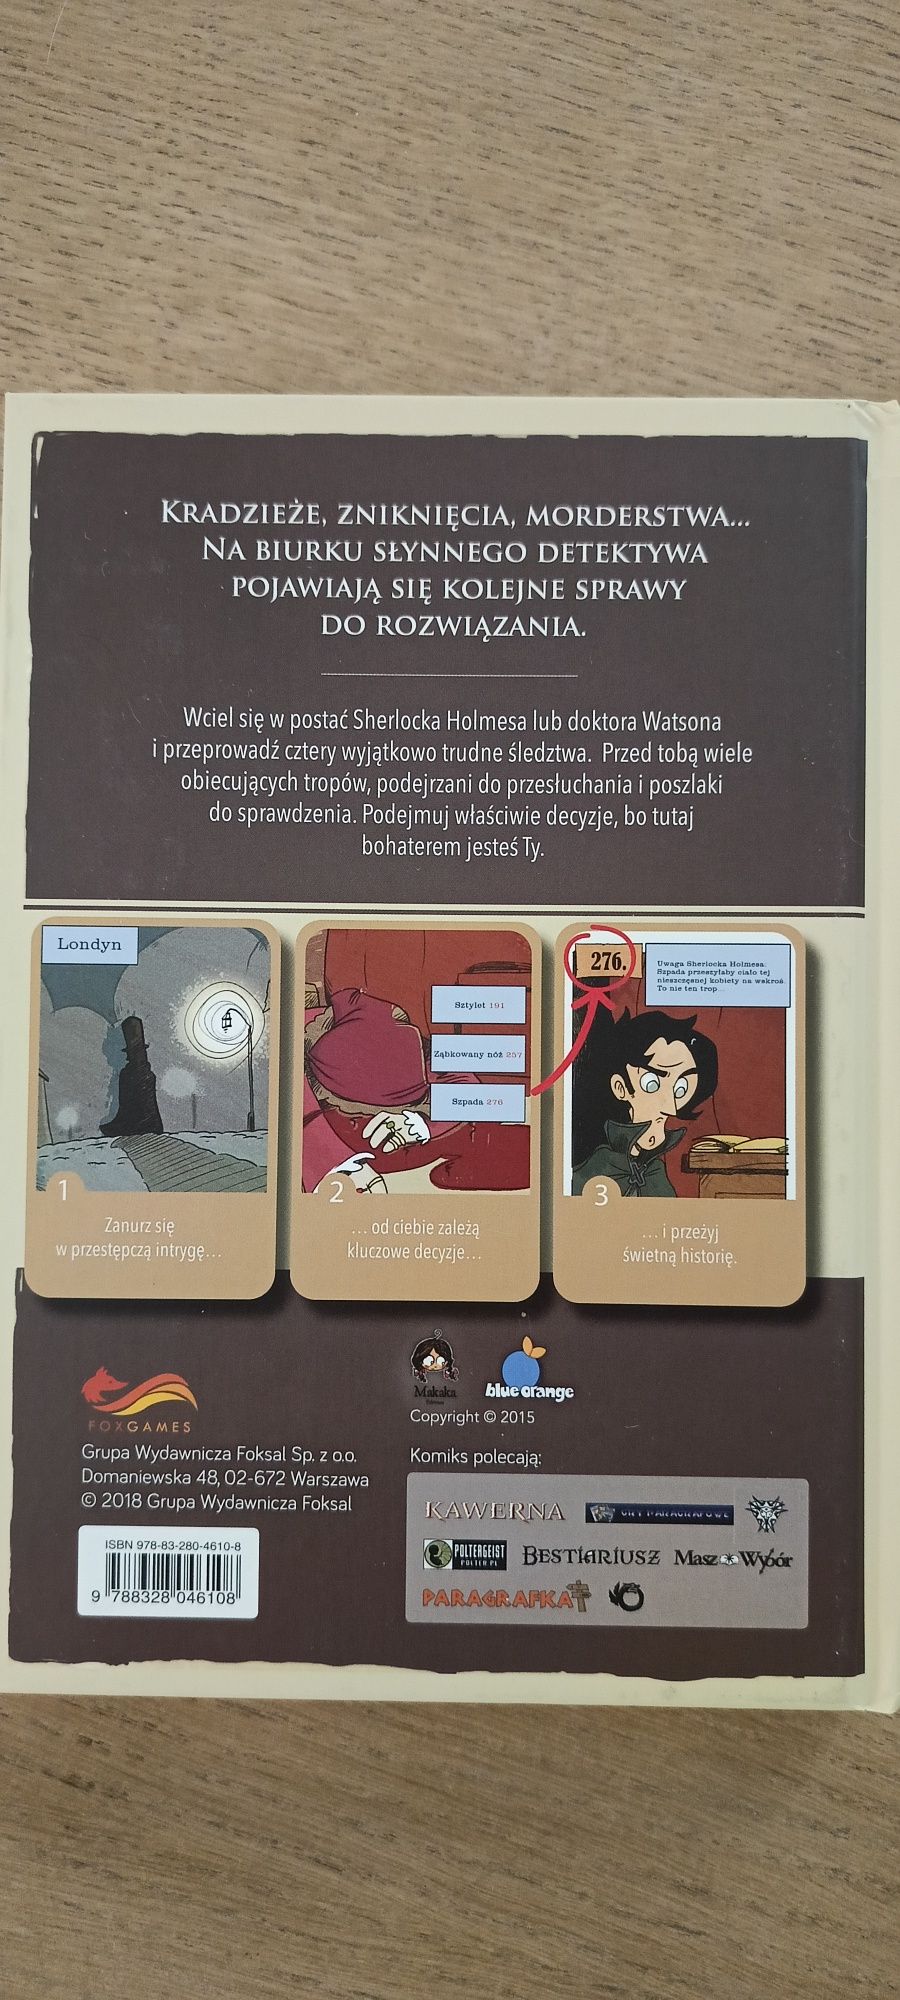 KRADZIEŻE, ZNIKNIĘCIA, MORDERSTWA...
NA BIURKU SŁYNNEGO DETEKTYWA
POJAWIAJĄ SIĘ KOLEJNE SPRAWY
DO ROZWIĄZANIA.
Wciel się w postać Sherlocka Holmesa lub doktora Watsona
i przeprowadź cztery wyjątkowo trudne śledztwa. Przed tobą wiele
obiecujących tropów, podejrzani do przesłuchania i poszlaki
do sprawdzenia. Podejmuj właściwie decyzje, bo tutaj
bohaterem jesteś Ty.
Londyn
1
Zanurz się
w przestępczą intrygę...
Sztylet 191
Ząbkowany nóż 257
Szpada 276
2
... od ciebie zależą
kluczowe decyzje...
276.
Uwaga Sherlocka Holmesa:
Szpada przeszyłaby ciało tej
nieszczęsnej kobiety na wskroś.
To nie ten trop...
3
... i przeżyj
świetną historię.
FOXGAMES
Grupa Wydawnicza Foksal Sp. z o.o.
Domaniewska 48, 02-672 Warszawa
© 2018 Grupa Wydawnicza Foksal
ISBN 978-83-280-4610-8
9 788328 046108
Makaka
Editions
blue orange
Copyright © 2015
Komiks polecają:
KAWERNA
GRY PARAGRAFOWE
POLTERGEIST
POLTER.PL
BESTIARIUSZ
Masz Wybór
PARAGRAFKA